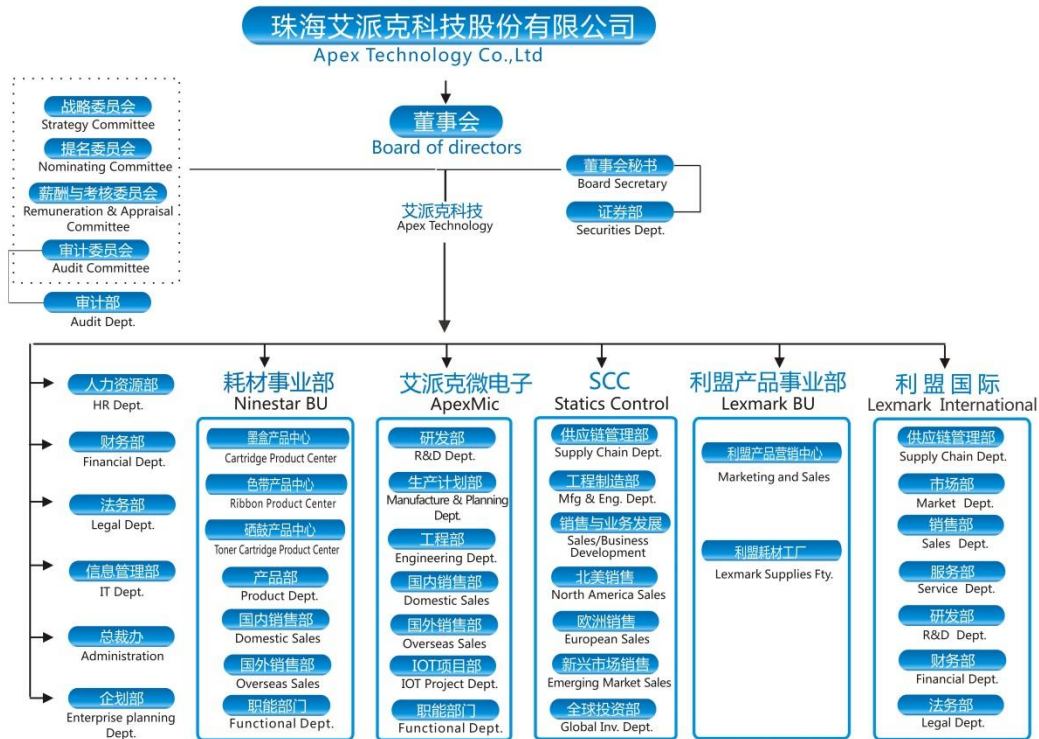 珠海艾派克科技股份有限公司
Apex Technology Co.,Ltd
战略委员会
Strategy Committee
提名委员会
Nominating Committee
薪酬与考核委员会
Remuneration & Appraisal
Committee
审计委员会
Audit Committee
审计部
Audit Dept.
董事会
Board of directors
董事会秘书
Board Secretary
证券部
Securities Dept.
艾派克科技
Apex Technology
人力资源部
HR Dept.
财务部
Financial Dept.
法务部
Legal Dept.
信息管理部
IT Dept.
总裁办
Administration
企划部
Enterprise planning
Dept.
耗材事业部
Ninestar BU
墨盒产品中心
Cartridge Product Center
色带产品中心
Ribbon Product Center
硒鼓产品中心
Toner Cartridge Product Center
产品部
Product Dept.
国内销售部
Domestic Sales
国外销售部
Overseas Sales
职能部门
Functional Dept.
艾派克微电子
ApexMic
研发部
R&D Dept.
生产计划部
Manufacture & Planning
Dept.
工程部
Engineering Dept.
国内销售部
Domestic Sales
国外销售部
Overseas Sales
IOT项目部
IOT Project Dept.
职能部门
Functional Dept.
SCC
Statics Control
供应链管理部
Supply Chain Dept.
工程制造部
Mfg & Eng. Dept.
销售与业务发展
Sales/Business
Development
北美销售
North America Sales
欧洲销售
European Sales
新兴市场销售
Emerging Market Sales
全球投资部
Global Inv. Dept.
利盟产品事业部
Lexmark BU
利盟产品营销中心
Marketing and Sales
利盟耗材工厂
Lexmark Supplies Fty.
利盟国际
Lexmark International
供应链管理部
Supply Chain Dept.
市场部
Market Dept.
销售部
Sales Dept.
服务部
Service Dept.
研发部
R&D Dept.
财务部
Financial Dept.
法务部
Legal Dept.